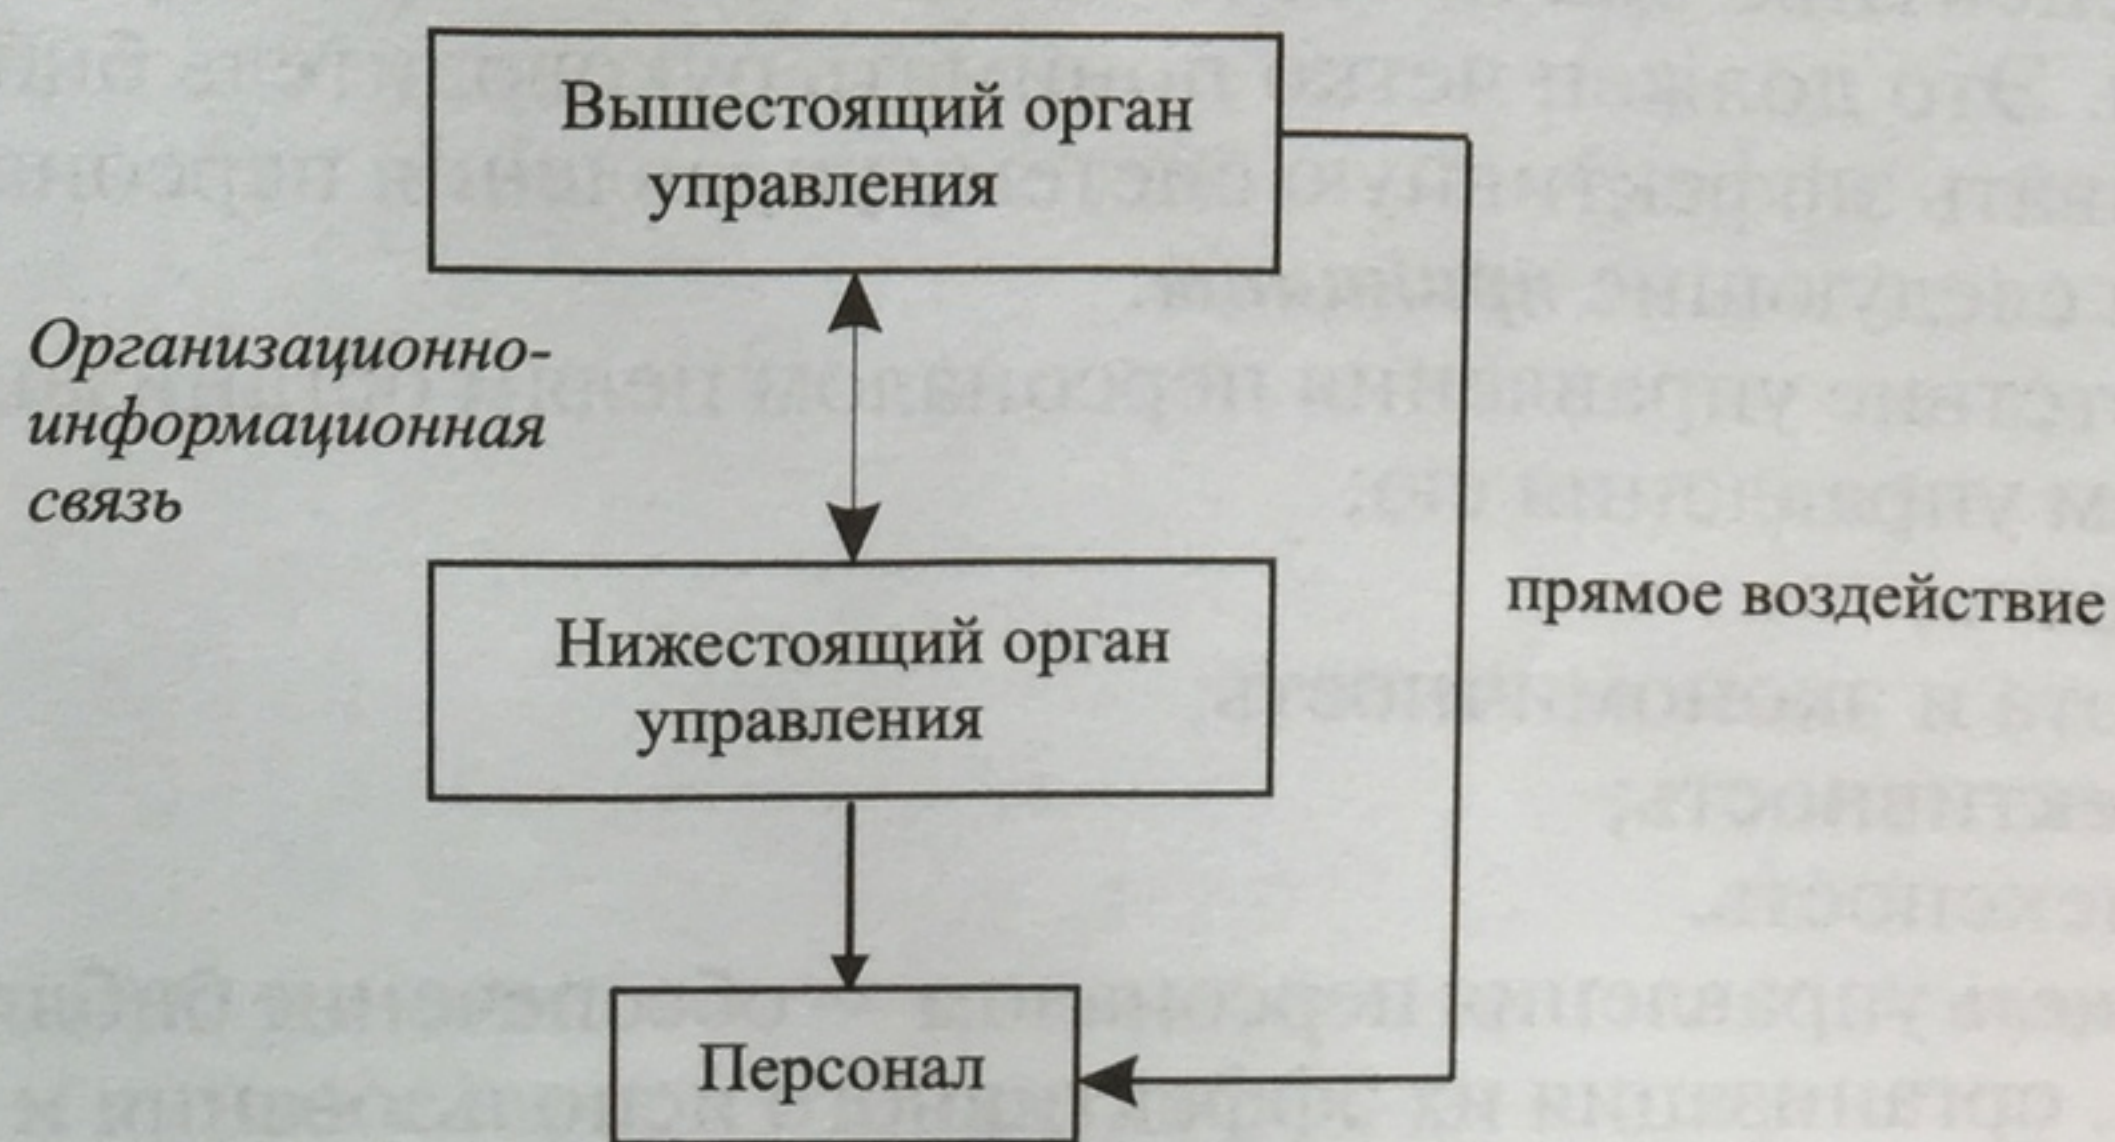 Вышестоящий орган
управления
Организационно-
информационная
связь
Нижестоящий орган
управления
прямое воздействие
Персонал